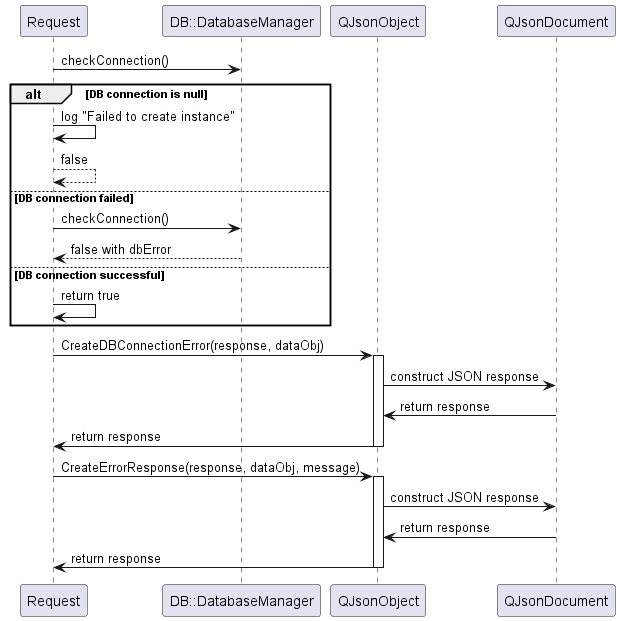 Request DB::DatabaseManager QJsonObject QJsonDocument
checkConnection()
alt [DB connection is null]
log "Failed to create instance"
false
[DB connection failed]
checkConnection()
false with dbError
[DB connection successful]
return true
CreateDBConnectionError(response, dataObj)
construct JSON response
return response
return response
CreateErrorResponse(response, dataObj, message)
construct JSON response
return response
return response
Request DB::DatabaseManager QJsonObject QJsonDocument